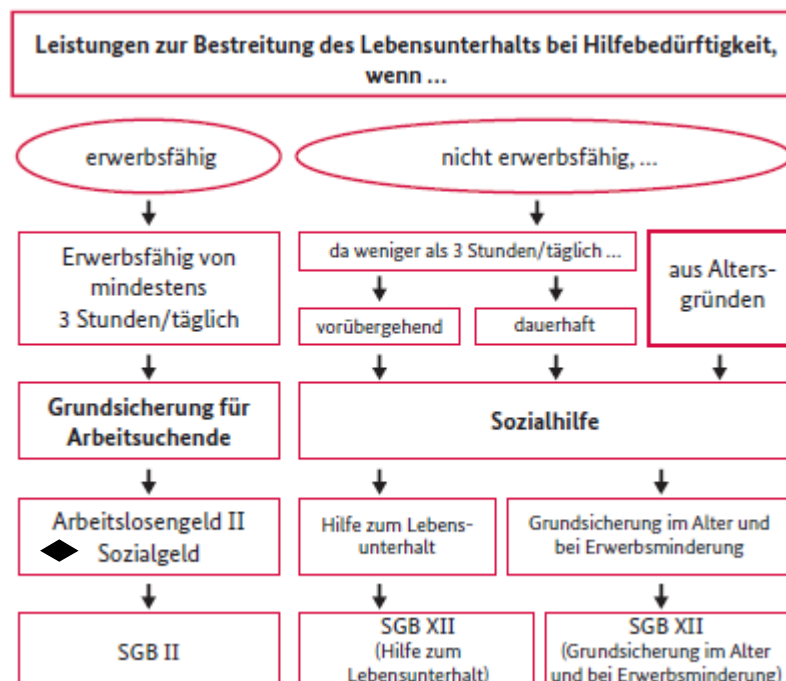 Leistungen zur Bestreitung des Lebensunterhalts bei Hilfebedürftigkeit,
wenn ...
erwerbsfähig
nicht erwerbsfähig, ...
Erwerbsfähig von
mindestens
3 Stunden/täglich
da weniger als 3 Stunden/täglich ...
vorübergehend
dauerhaft
aus Alters-
gründen
Grundsicherung für
Arbeitsuchende
Sozialhilfe
Arbeitslosengeld II
Sozialgeld
Hilfe zum Lebens-
unterhalt
Grundsicherung im Alter und
bei Erwerbsminderung
SGB II
SGB XII
(Hilfe zum
Lebensunterhalt)
SGB XII
(Grundsicherung im Alter
und bei Erwerbsminderung)